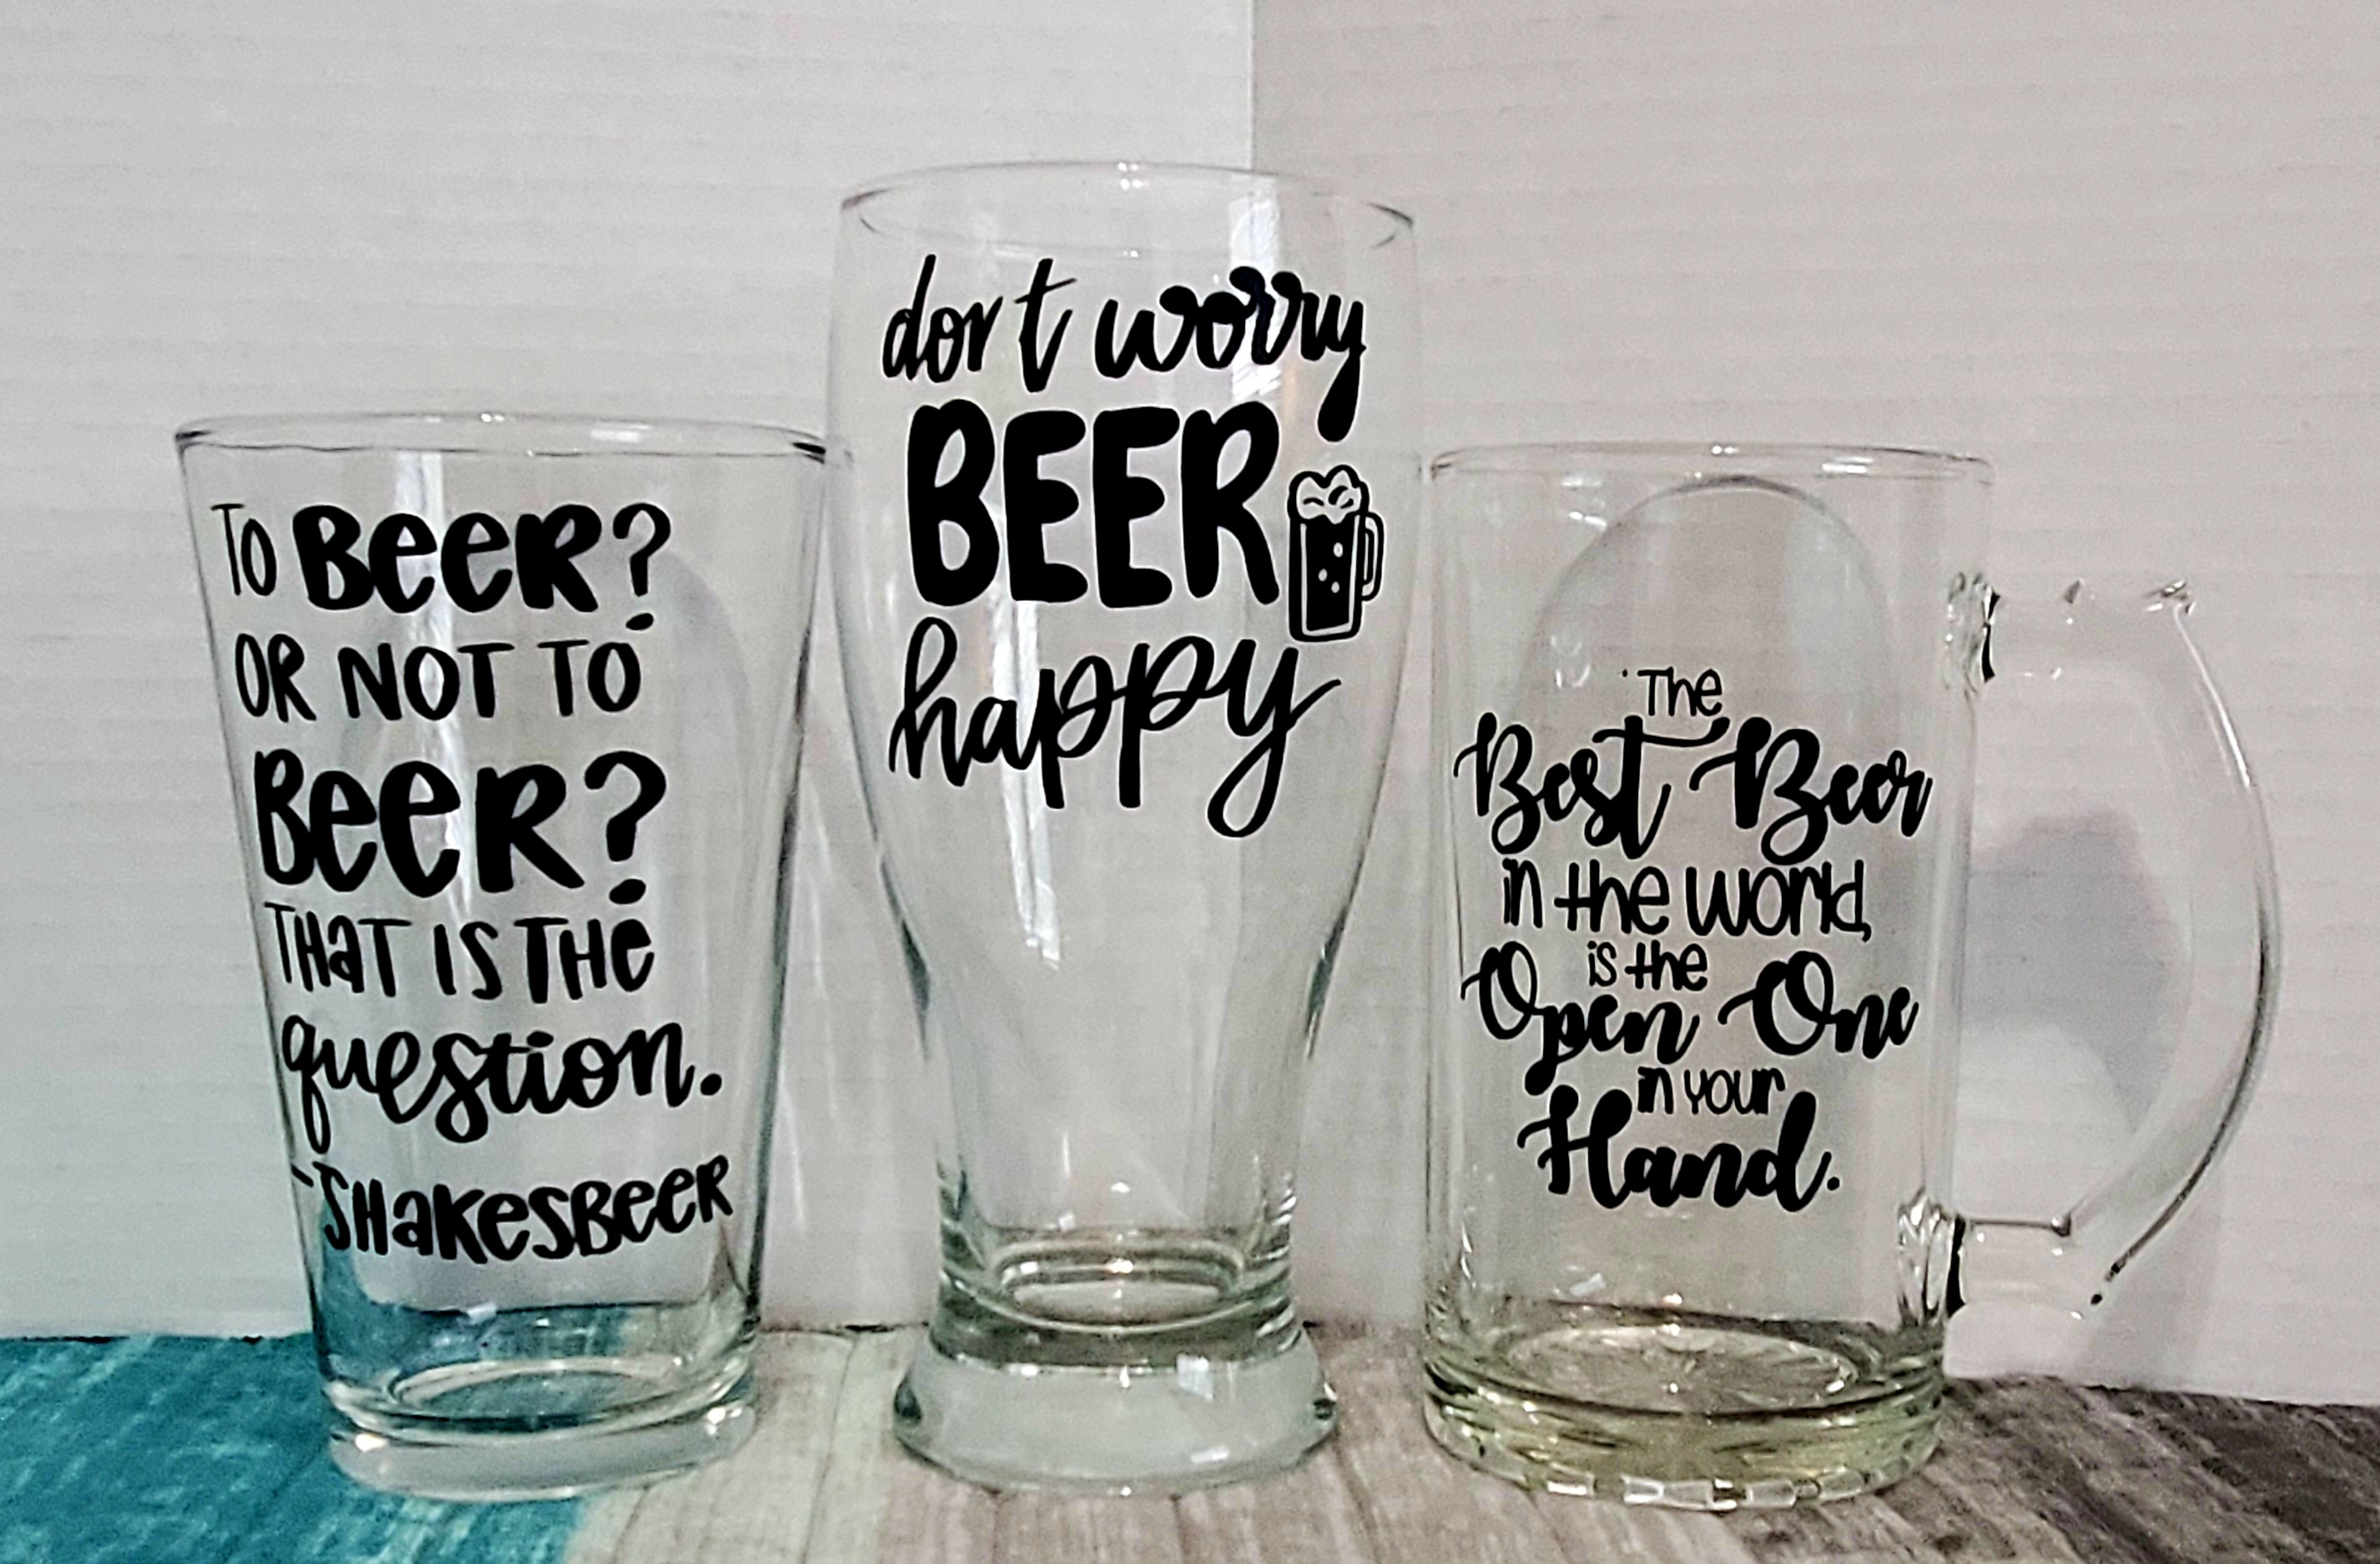 TO BEER?
OR NOT TO
BEER?
THAT IS THE
question.
-SHAKESBEER
don't worry
BEER
happy
The
Best Beer
in the world,
is the
Open One
in your
Hand.